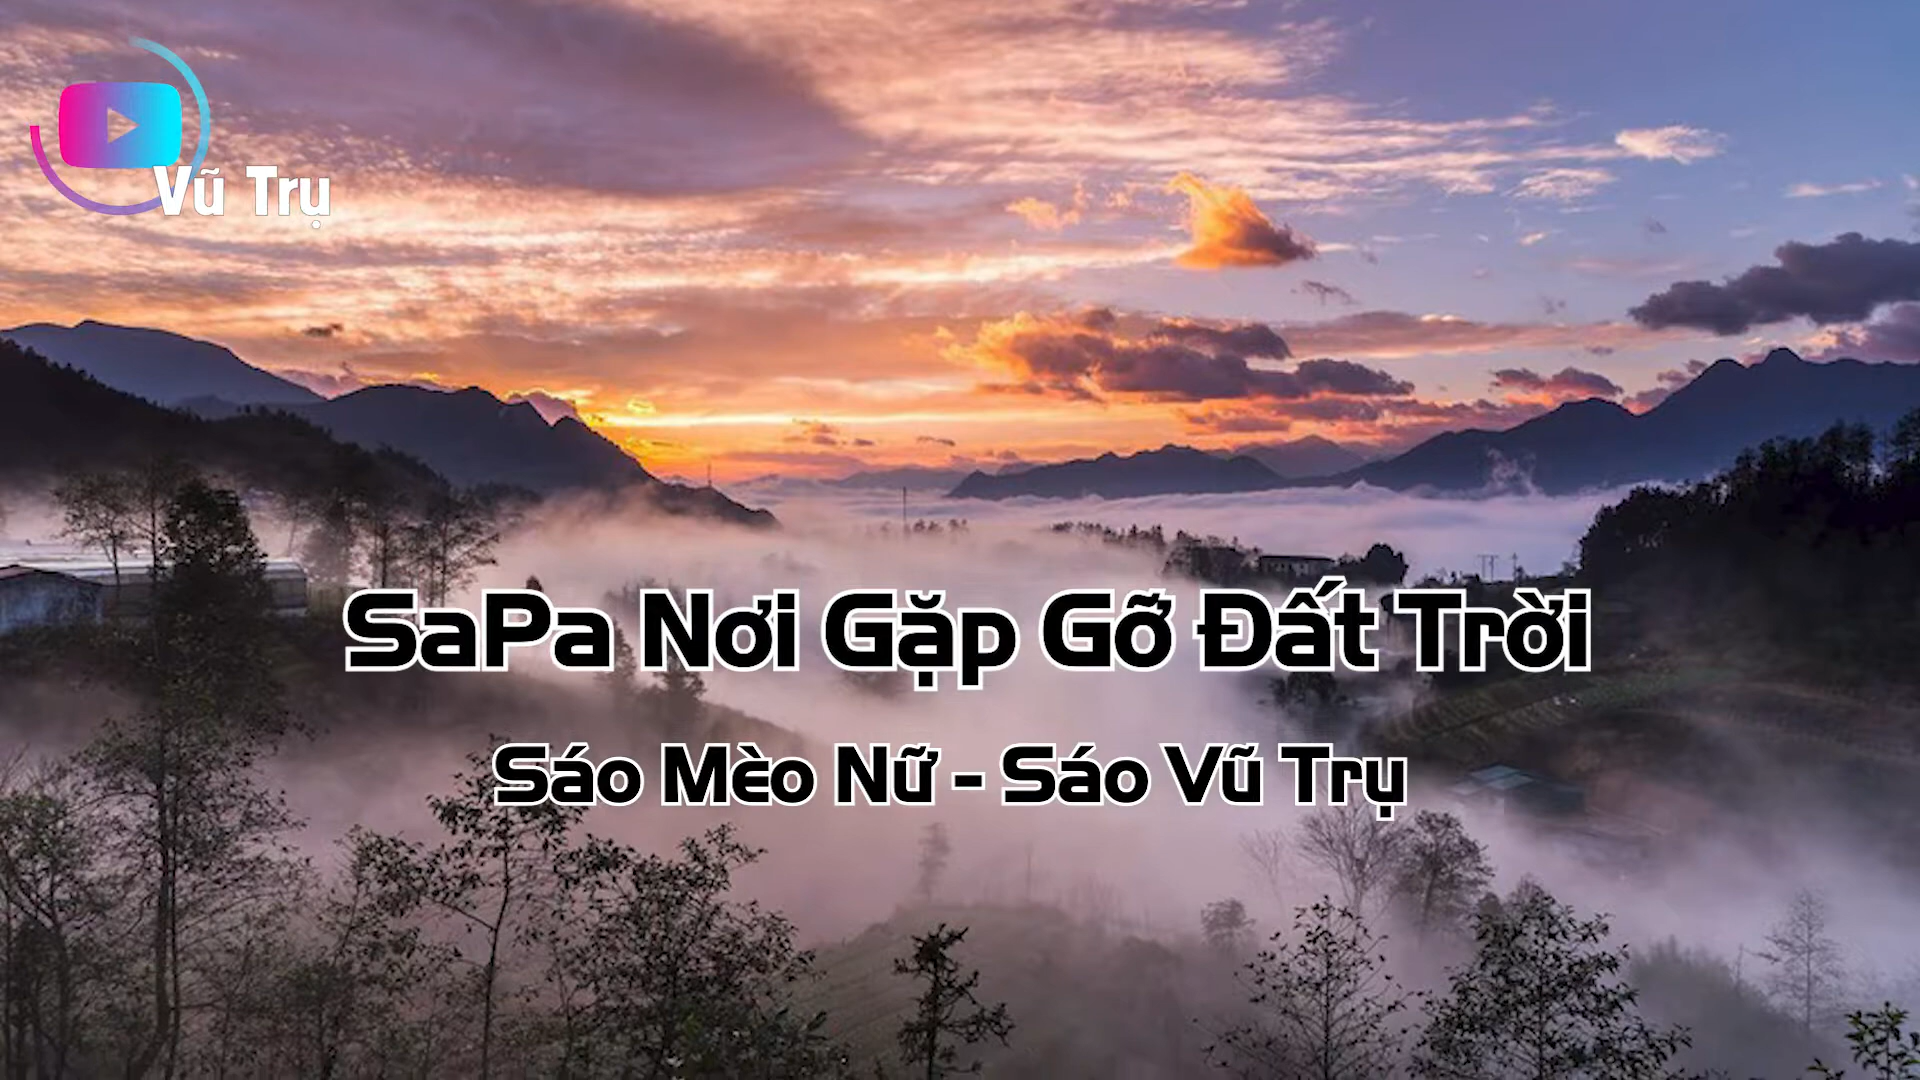 Vũ Trụ
SaPa Nơi Gặp Gỡ Đất Trời
Sáo Mèo Nữ - Sáo Vũ Trụ